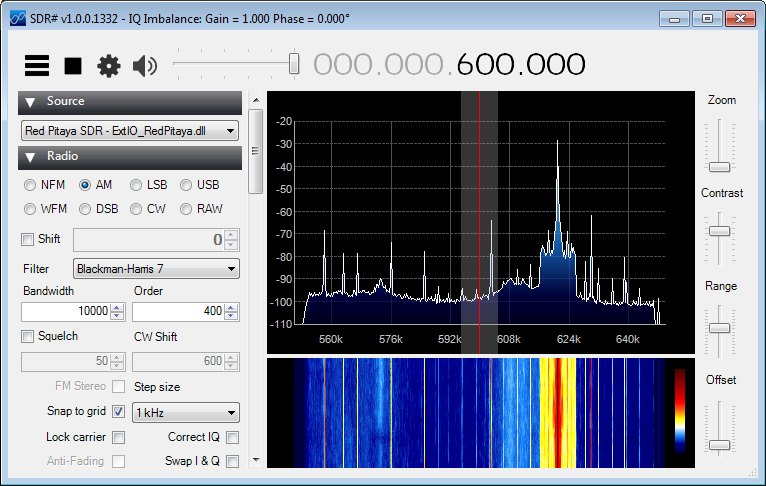 SDR# v1.0.0.1332 - IQ Imbalance: Gain = 1.000 Phase = 0.000°
000.000.600.000
Source
Red Pitaya SDR - ExtIO_RedPitaya.dll
Radio
NFM AM LSB USB
WFM DSB CW RAW
Shift 0
Filter Blackman-Harris 7
Bandwidth Order
10000 400
Squelch CW Shift
50 600
FM Stereo Step size
Snap to grid 1 kHz
Lock carrier Correct IQ
Anti-Fading Swap I & Q
-20
-30
-40
-50
-60
-70
-80
-90
-100
-110
560k 576k 592k 608k 624k 640k
Zoom
Contrast
Range
Offset